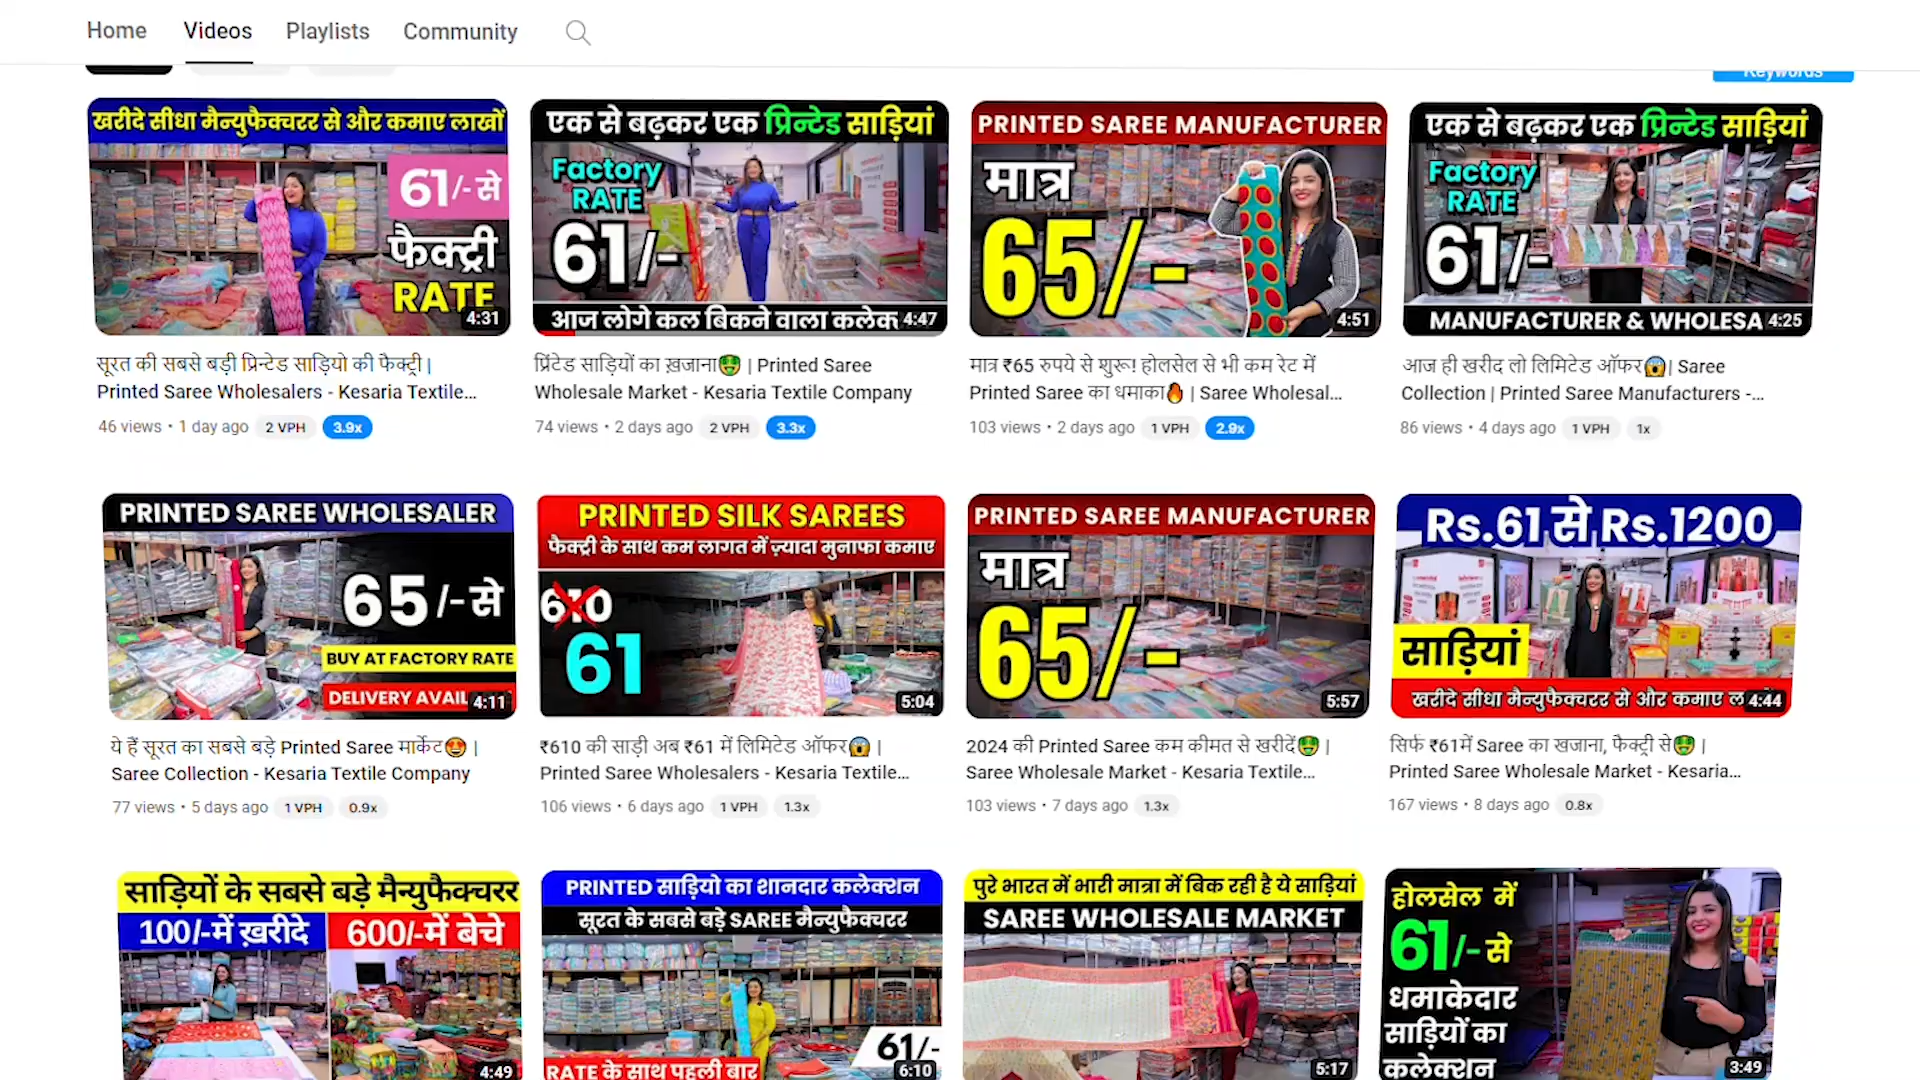 Home Videos Playlists Community
खरीदे सीधा मैन्युफैक्चरर से और कमाए लाखों
61/- से
फैक्ट्री
RATE
4:31
एक से बढ़कर एक प्रिन्टेड साड़ियां
Factory
RATE
61/-
आज लोगे कल बिकने वाला कलेक
4:47
PRINTED SAREE MANUFACTURER
मात्र
65/-
4:51
एक से बढ़कर एक प्रिन्टेड साड़ियां
Factory
RATE
61/-
MANUFACTURER & WHOLESA
4:25
सूरत की सबसे बड़ी प्रिन्टेड साड़ियो की फैक्ट्री |
Printed Saree Wholesalers - Kesaria Textile...
46 views • 1 day ago 2 VPH 3.9x
प्रिंटेड साड़ियों का ख़जाना🤑 | Printed Saree
Wholesale Market - Kesaria Textile Company
74 views • 2 days ago 2 VPH 3.3x
मात्र ₹65 रुपये से शुरू! होलसेल से भी कम रेट में
Printed Saree का धमाका🔥 | Saree Wholesal...
103 views • 2 days ago 1 VPH 2.9x
आज ही खरीद लो लिमिटेड ऑफर😱| Saree
Collection | Printed Saree Manufacturers -...
86 views • 4 days ago 1 VPH 1x
PRINTED SAREE WHOLESALER
65/-से
BUY AT FACTORY RATE
DELIVERY AVAIL
4:11
PRINTED SILK SAREES
फैक्ट्री के साथ कम लागत में ज़्यादा मुनाफा कमाए
610
61
5:04
PRINTED SAREE MANUFACTURER
मात्र
65/-
5:57
Rs.61 से Rs.1200
साड़ियां
खरीदे सीधा मैन्युफैक्चरर से और कमाए ल
4:44
ये हैं सूरत का सबसे बड़े Printed Saree मार्केट😍 |
Saree Collection - Kesaria Textile Company
77 views • 5 days ago 1 VPH 0.9x
₹610 की साड़ी अब ₹61 में लिमिटेड ऑफर😱 |
Printed Saree Wholesalers - Kesaria Textile...
106 views • 6 days ago 1 VPH 1.3x
2024 की Printed Saree कम कीमत से खरीदें🤑 |
Saree Wholesale Market - Kesaria Textile...
103 views • 7 days ago 1.3x
सिर्फ ₹61में Saree का खजाना, फैक्ट्री से🤑 |
Printed Saree Wholesale Market - Kesaria...
167 views • 8 days ago 0.8x
साड़ियों के सबसे बड़े मैन्युफैक्चरर
100/-में ख़रीदे 600/-में बेचे
4:49
PRINTED साड़ियो का शानदार कलेक्शन
सूरत के सबसे बड़े SAREE मैन्युफैक्चरर
61/-
RATE के साथ पहली बार
6:10
पुरे भारत में भारी मात्रा में बिक रही है ये साड़ियां
SAREE WHOLESALE MARKET
5:17
होलसेल में
61/- से
धमाकेदार
साड़ियों का
कलेक्शन
3:49